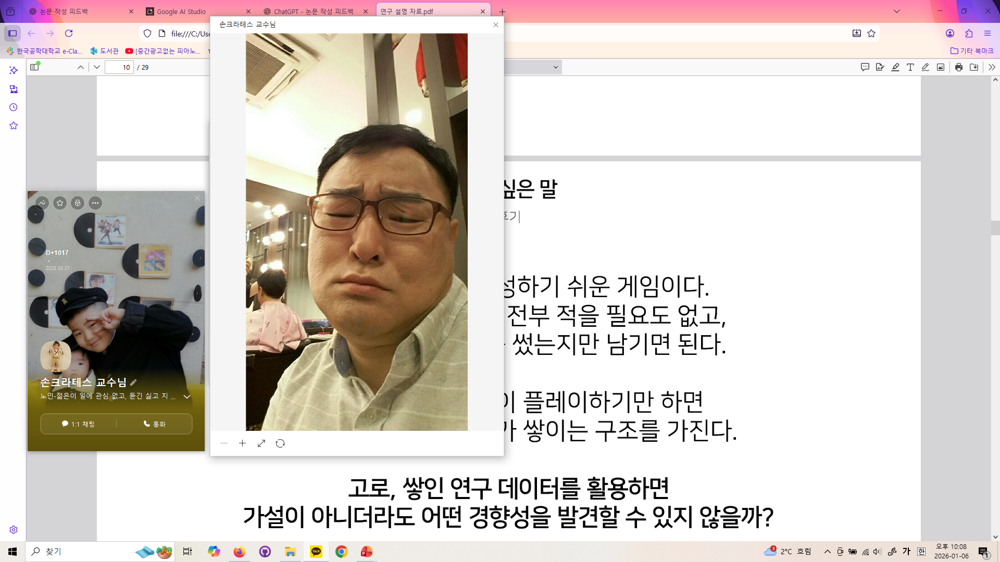 논문 작성 피드백
Google AI Studio
ChatGPT - 논문 작성 피드백
연구 설명 자료.pdf
file:///C:/Use
한국공학대학교 e-Cla...
도서관
[중간광고없는 피아노...
기타 북마크
10 / 29
손크라테스 교수님
싶은 말
후기
성하기 쉬운 게임이다.
전부 적을 필요도 없고,
썼는지만 남기면 된다.
이 플레이하기만 하면
가 쌓이는 구조를 가진다.
고로, 쌓인 연구 데이터를 활용하면
가설이 아니더라도 어떤 경향성을 발견할 수 있지 않을까?
D+1017
2023.03.27
손크라테스 교수님
노인-젊은이 일에 관심 없고, 듣긴 싫고 지 ...
1:1 채팅
통화
찾기
TALK
3
2°C 흐림
가
한
오후 10:08
2026-01-06
1